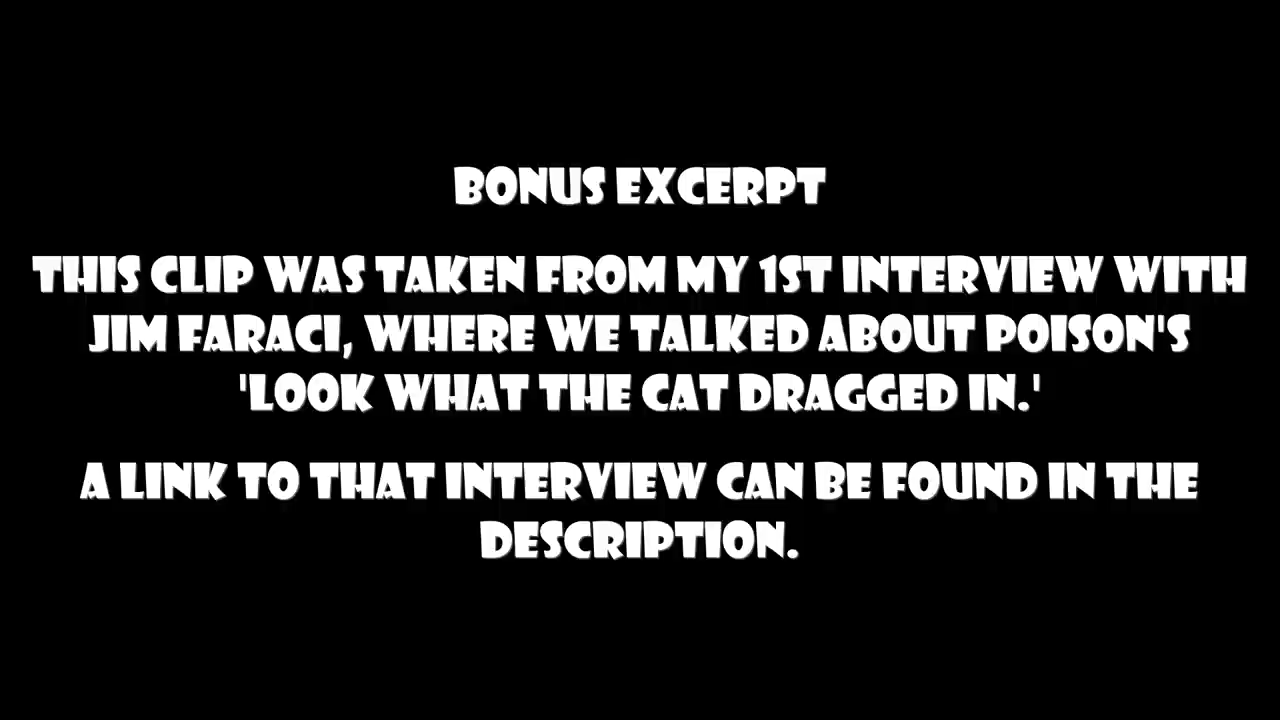 BONUS EXCERPT
THIS CLIP WAS TAKEN FROM MY 1ST INTERVIEW WITH
JIM FARACI, WHERE WE TALKED ABOUT POISON'S
'LOOK WHAT THE CAT DRAGGED IN.'
A LINK TO THAT INTERVIEW CAN BE FOUND IN THE
DESCRIPTION.